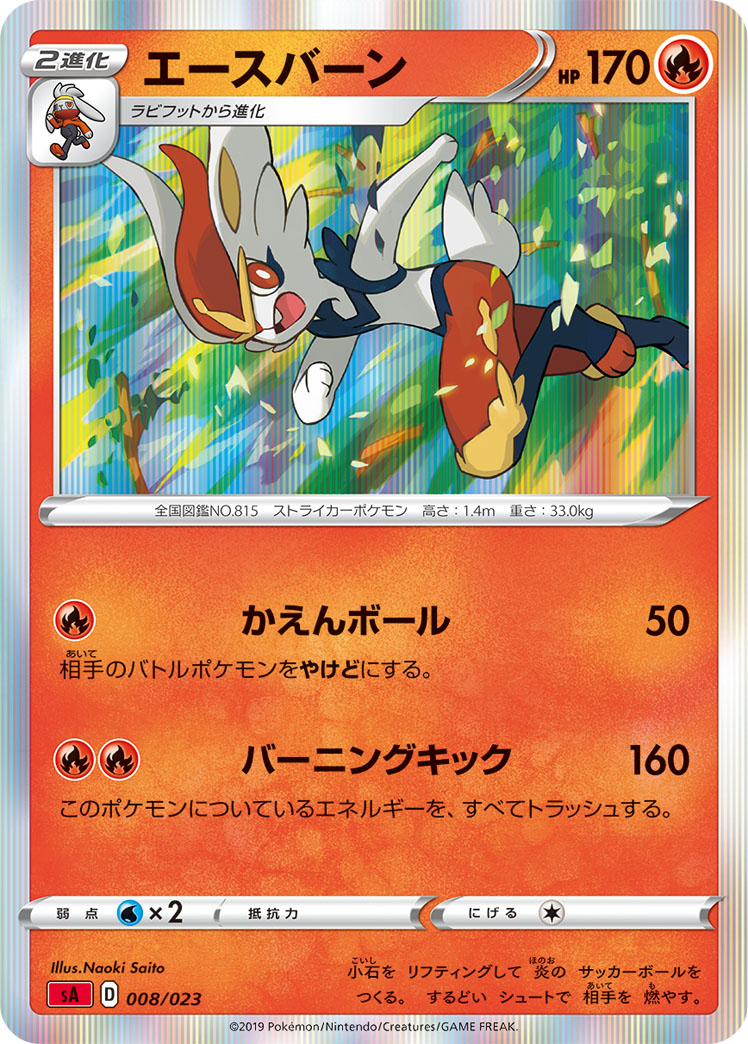 2進化
エースバーン
HP 170
ラビフットから進化
全国図鑑NO.815 ストライカーポケモン 高さ：1.4m 重さ：33.0kg
かえんボール 50
相手のバトルポケモンをやけどにする。
バーニングキック 160
このポケモンについているエネルギーを、すべてトラッシュする。
弱点 ×2 抵抗力 にげる
Illus.Naoki Saito
sA D 008/023
小石を リフティングして 炎の サッカーボールを
つくる。 するどい シュートで 相手を 燃やす。
©2019 Pokémon/Nintendo/Creatures/GAME FREAK.